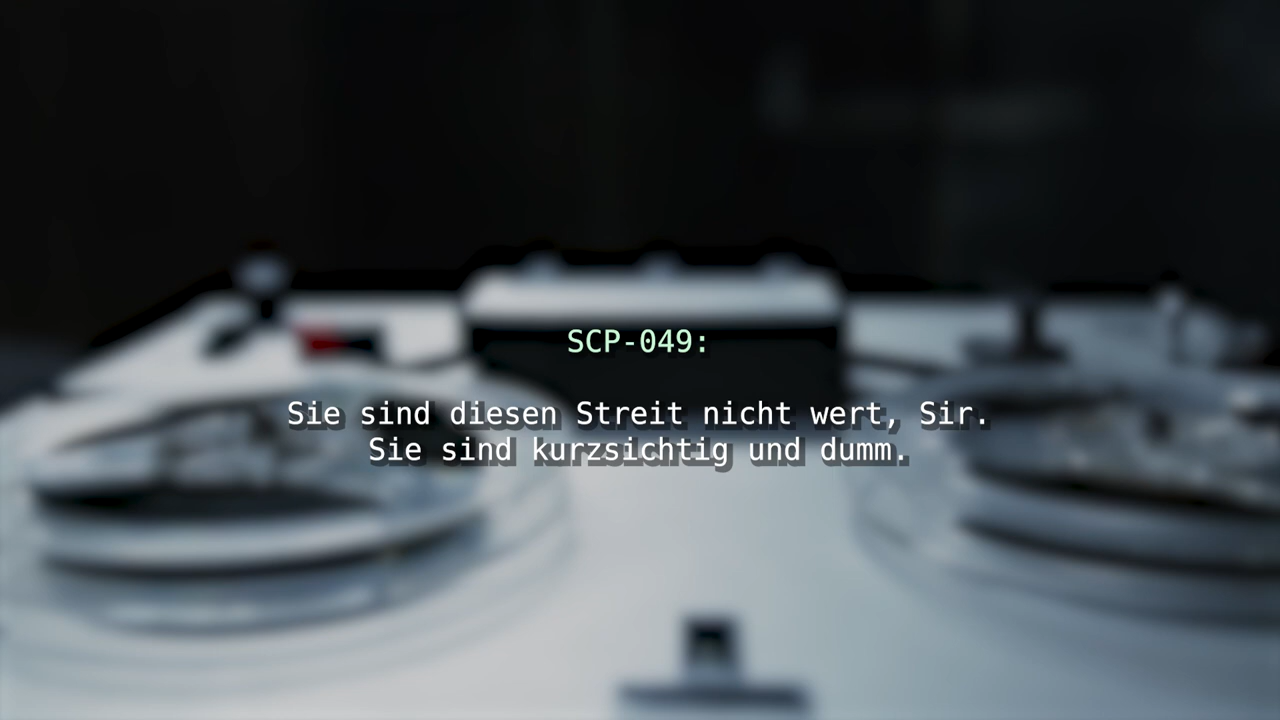 SCP-049:
Sie sind diesen Streit nicht wert, Sir.
Sie sind kurzsichtig und dumm.